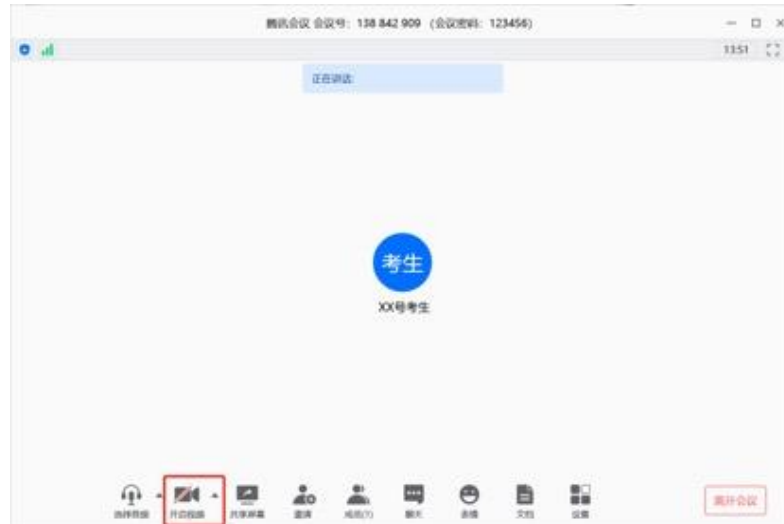 腾讯会议 会议号: 138 842 909 (会议密码: 123456)
13:51
正在讲话:
考生
XX号考生
选择音频
开启视频
共享屏幕
邀请
成员(7)
聊天
表情
文档
设置
离开会议